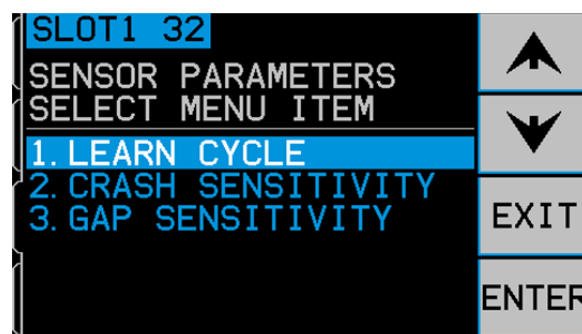 SLOT1 32
SENSOR PARAMETERS
SELECT MENU ITEM
1. LEARN CYCLE
2. CRASH SENSITIVITY
3. GAP SENSITIVITY
EXIT
ENTER